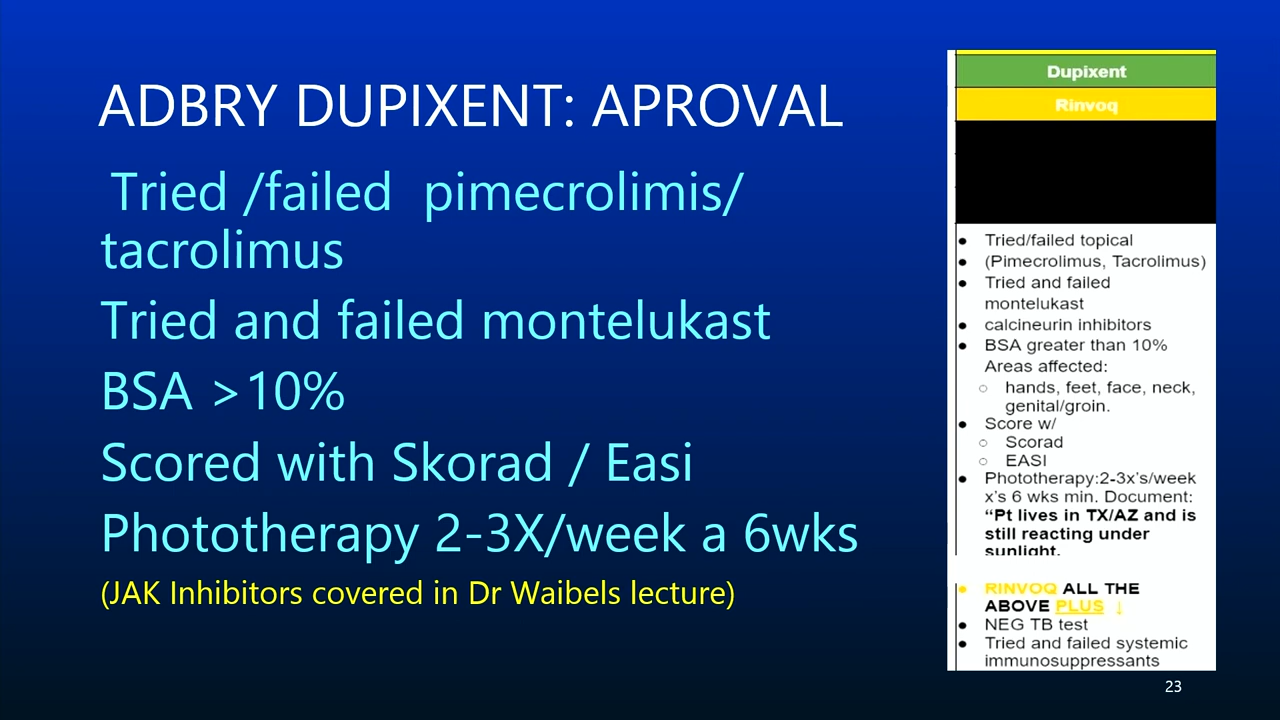 ADBRY DUPIXENT: APROVAL
Tried /failed pimecrolimis/
tacrolimus
Tried and failed montelukast
BSA >10%
Scored with Skorad / Easi
Phototherapy 2-3X/week a 6wks
(JAK Inhibitors covered in Dr Waibels lecture)
Dupixent
Rinvoq
● Tried/failed topical
● (Pimecrolimus, Tacrolimus)
● Tried and failed
montelukast
● calcineurin inhibitors
● BSA greater than 10%
Areas affected:
○ hands, feet, face, neck,
genital/groin.
● Score w/
○ Scorad
○ EASI
● Phototherapy:2-3x's/week
x's 6 wks min. Document:
“Pt lives in TX/AZ and is
still reacting under
sunlight.
● RINVOQ ALL THE
ABOVE PLUS ↓
● NEG TB test
● Tried and failed systemic
immunosuppressants
23